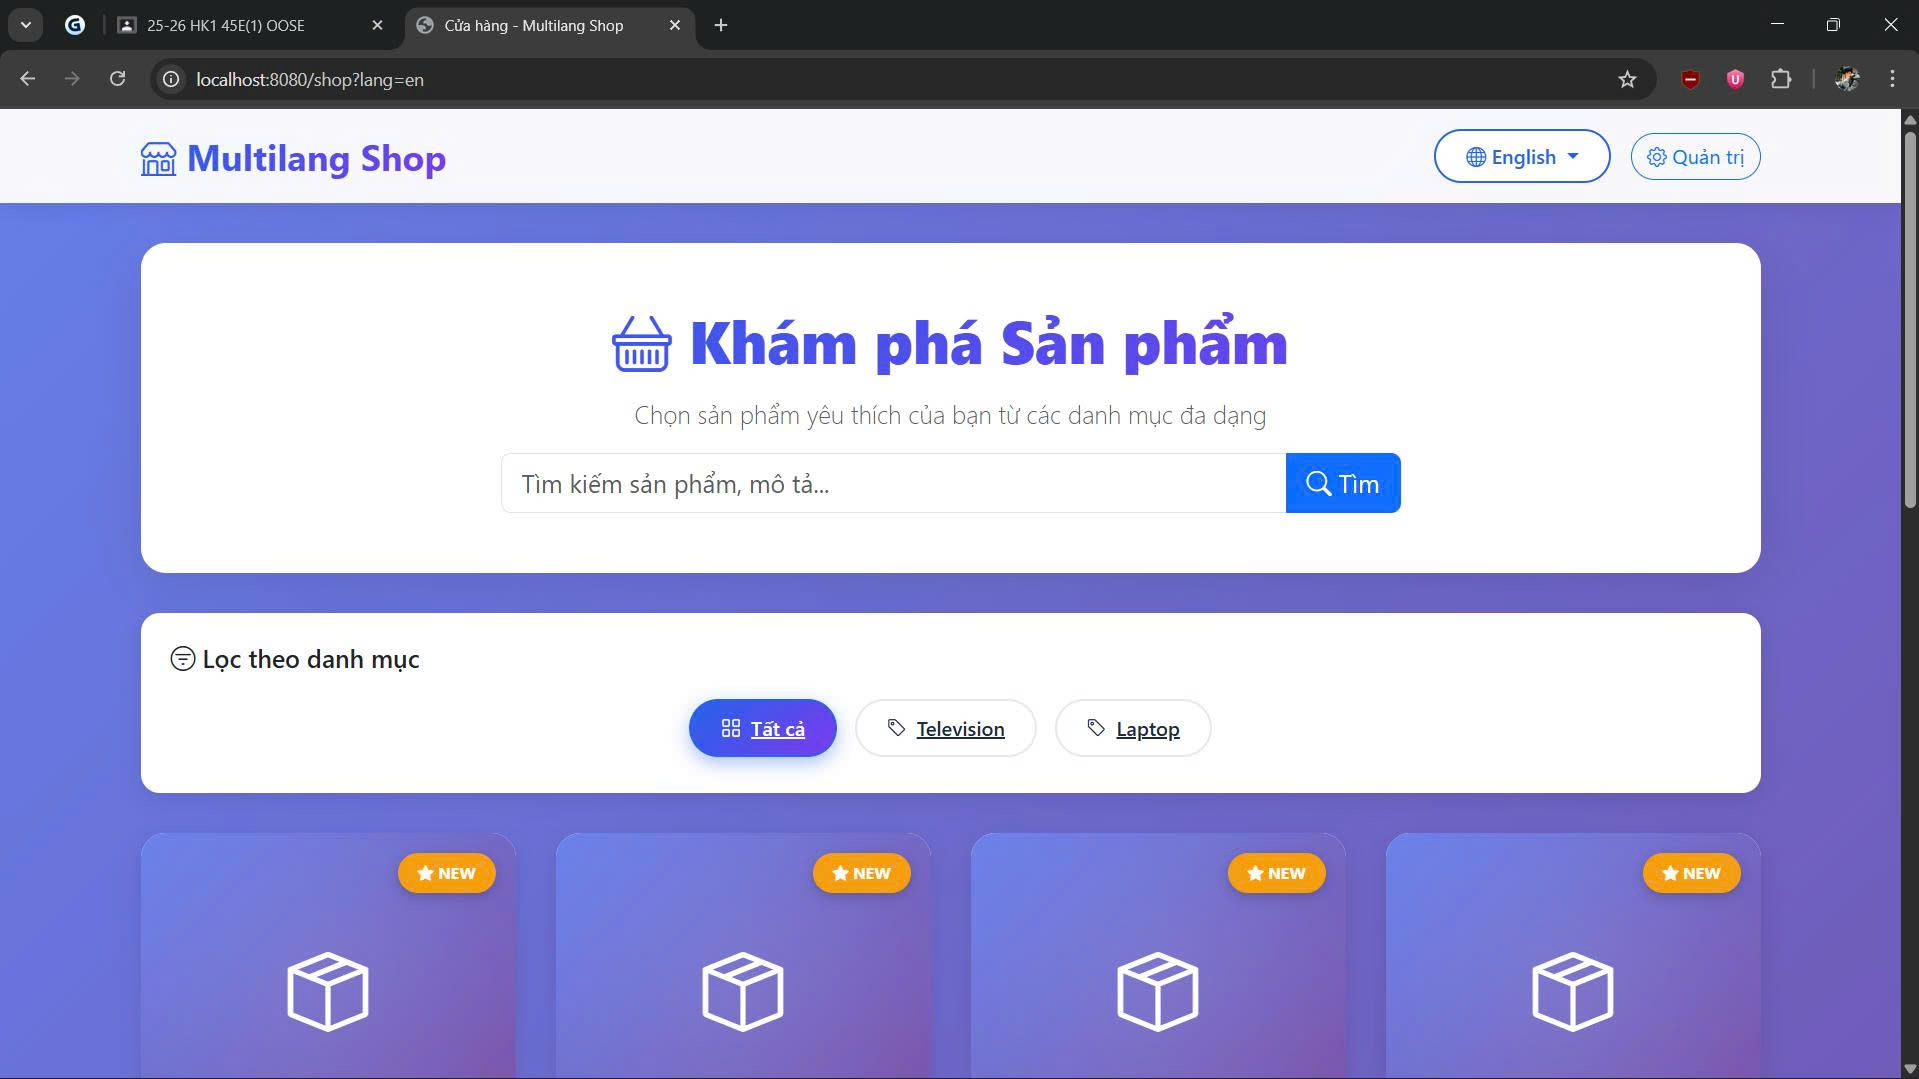 25-26 HK1 45E(1) OOSE
Cửa hàng - Multilang Shop
localhost:8080/shop?lang=en
Multilang Shop
English
Quản trị
Khám phá Sản phẩm
Chọn sản phẩm yêu thích của bạn từ các danh mục đa dạng
Tìm kiếm sản phẩm, mô tả...
Tìm
Lọc theo danh mục
Tất cả
Television
Laptop
NEW
NEW
NEW
NEW